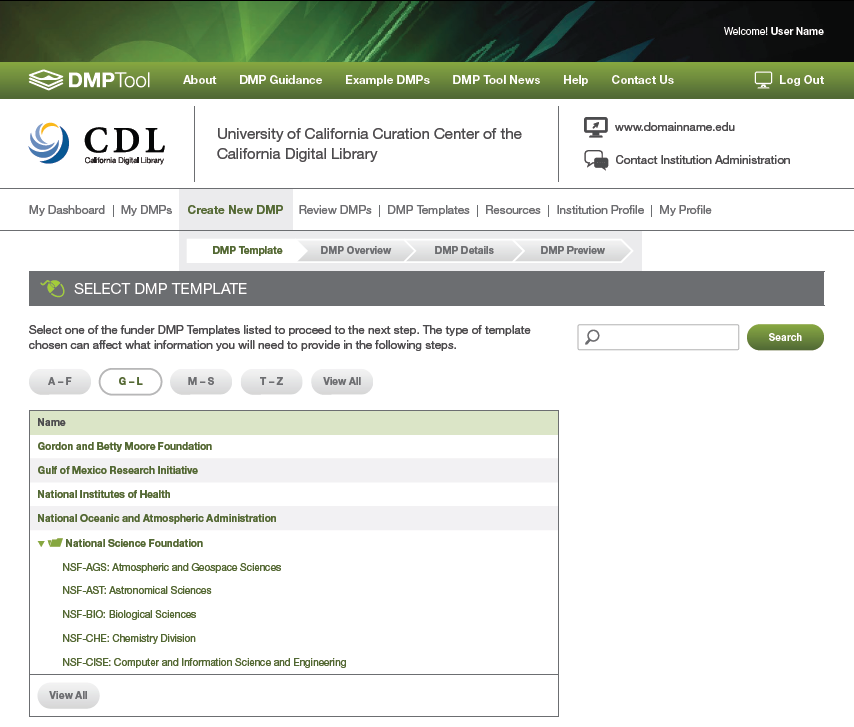 Welcome! User Name
DMPTool
About DMP Guidance Example DMPs DMP Tool News Help Contact Us Log Out
CDL
California Digital Library
University of California Curation Center of the
California Digital Library
www.domainname.edu
Contact Institution Administration
My Dashboard | My DMPs Create New DMP Review DMPs | DMP Templates | Resources | Institution Profile | My Profile
DMP Template DMP Overview DMP Details DMP Preview
SELECT DMP TEMPLATE
Select one of the funder DMP Templates listed to proceed to the next step. The type of template
chosen can affect what information you will need to provide in the following steps.
Search
A – F G – L M – S T – Z View All
Name
Gordon and Betty Moore Foundation
Gulf of Mexico Research Initiative
National Institutes of Health
National Oceanic and Atmospheric Administration
National Science Foundation
NSF-AGS: Atmospheric and Geospace Sciences
NSF-AST: Astronomical Sciences
NSF-BIO: Biological Sciences
NSF-CHE: Chemistry Division
NSF-CISE: Computer and Information Science and Engineering
View All